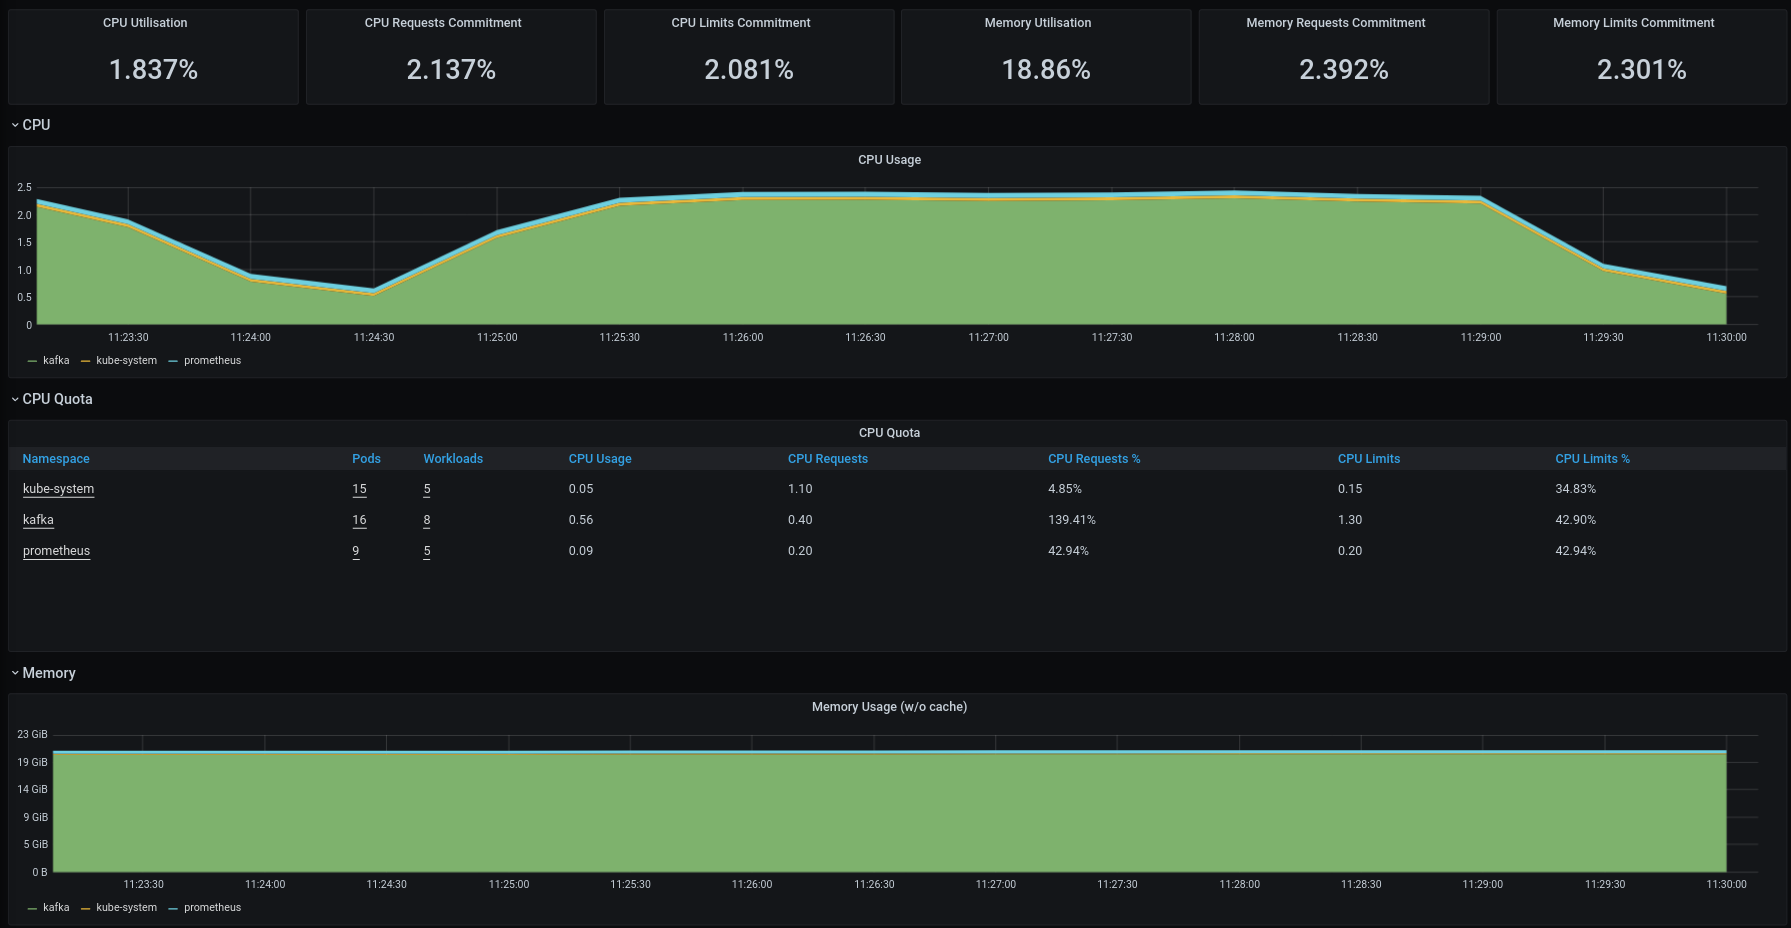 CPU Utilisation CPU Requests Commitment CPU Limits Commitment Memory Utilisation Memory Requests Commitment Memory Limits Commitment
1.837% 2.137% 2.081% 18.86% 2.392% 2.301%
CPU
CPU Usage
2.5
2.0
1.5
1.0
0.5
0
11:23:30 11:24:00 11:24:30 11:25:00 11:25:30 11:26:00 11:26:30 11:27:00 11:27:30 11:28:00 11:28:30 11:29:00 11:29:30 11:30:00
kafka kube-system prometheus
CPU Quota
CPU Quota
Namespace Pods Workloads CPU Usage CPU Requests CPU Requests % CPU Limits CPU Limits %
kube-system 15 5 0.05 1.10 4.85% 0.15 34.83%
kafka 16 8 0.56 0.40 139.41% 1.30 42.90%
prometheus 9 5 0.09 0.20 42.94% 0.20 42.94%
Memory
Memory Usage (w/o cache)
23 GiB
19 GiB
14 GiB
9 GiB
5 GiB
0 B
11:23:30 11:24:00 11:24:30 11:25:00 11:25:30 11:26:00 11:26:30 11:27:00 11:27:30 11:28:00 11:28:30 11:29:00 11:29:30 11:30:00
kafka kube-system prometheus